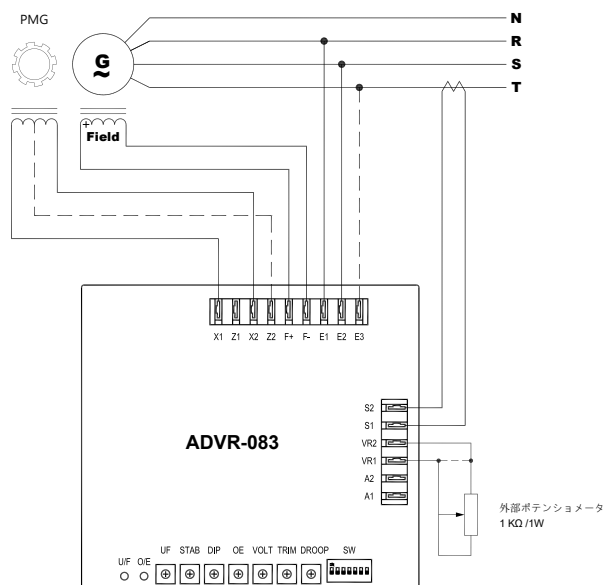 PMG
N
R
S
T
G
~
+
Field
X1 Z1 X2 Z2 F+ F- E1 E2 E3
S2
S1
VR2
VR1
A2
A1
ADVR-083
外部ポテンショメータ
1 KΩ /1W
UF STAB DIP OE VOLT TRIM DROOP SW
U/F O/E